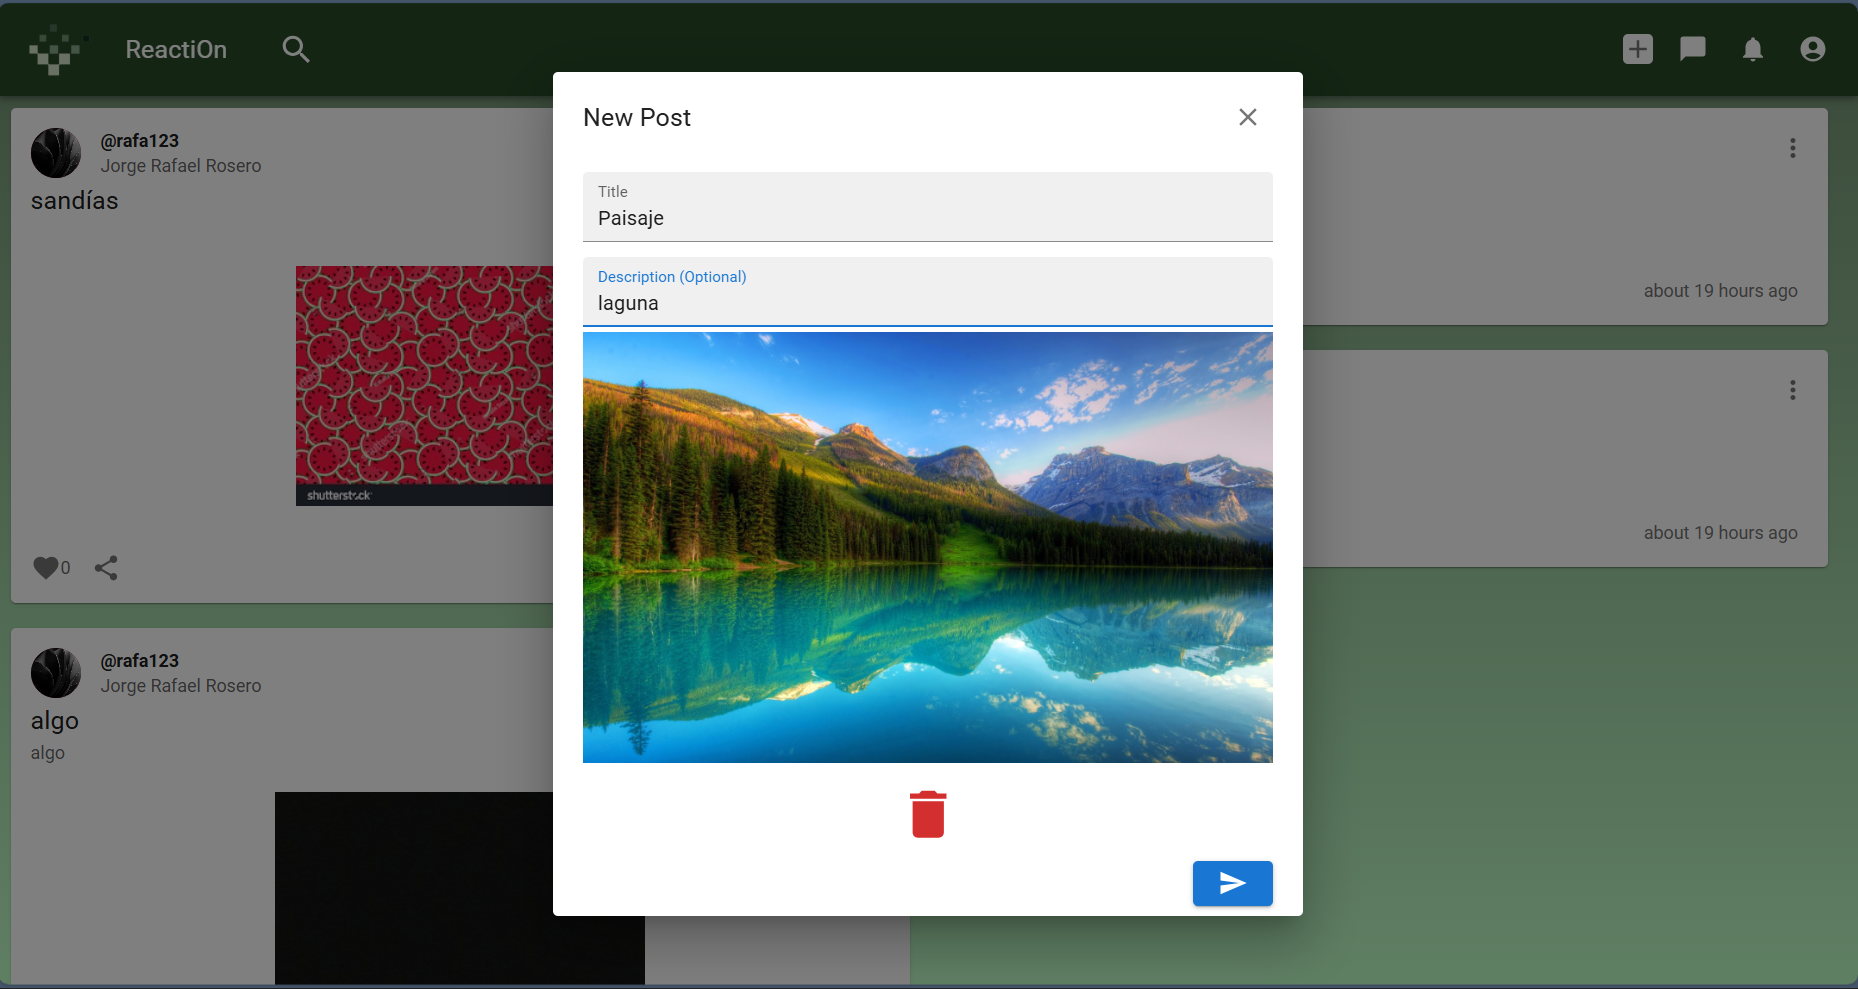 ReactiOn
@rafa123
Jorge Rafael Rosero
sandías
shutterstock
0
@rafa123
Jorge Rafael Rosero
algo
algo
New Post
Title
Paisaje
Description (Optional)
laguna
about 19 hours ago
about 19 hours ago